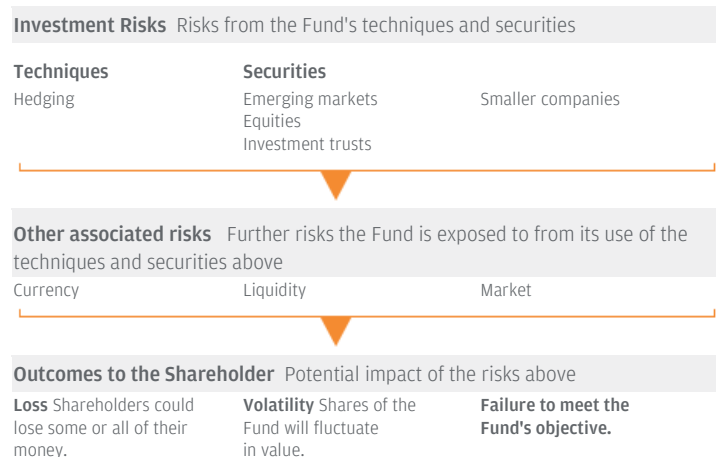 Investment Risks Risks from the Fund's techniques and securities
Techniques
Hedging
Securities
Emerging markets
Equities
Investment trusts
Smaller companies
Other associated risks Further risks the Fund is exposed to from its use of the
techniques and securities above
Currency
Liquidity
Market
Outcomes to the Shareholder Potential impact of the risks above
Loss Shareholders could
lose some or all of their
money.
Volatility Shares of the
Fund will fluctuate
in value.
Failure to meet the
Fund's objective.